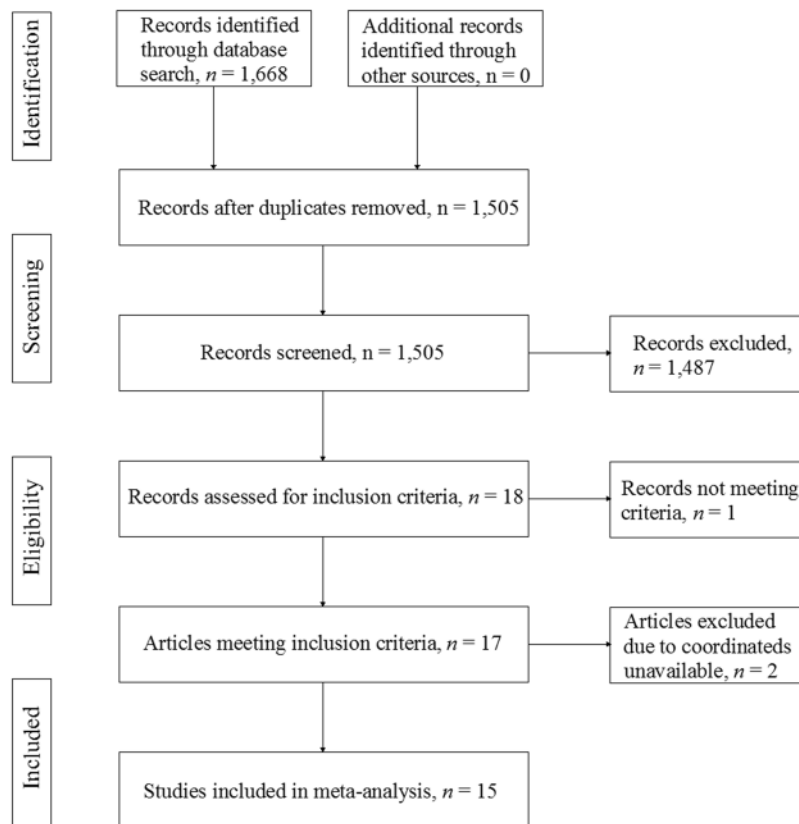 Identification
Records identified
through database
search, n = 1,668
Additional records
identified through
other sources, n = 0
Records after duplicates removed, n = 1,505
Screening
Records screened, n = 1,505
Records excluded,
n = 1,487
Eligibility
Records assessed for inclusion criteria, n = 18
Records not meeting
criteria, n = 1
Articles meeting inclusion criteria, n = 17
Articles excluded
due to coordinateds
unavailable, n = 2
Included
Studies included in meta-analysis, n = 15